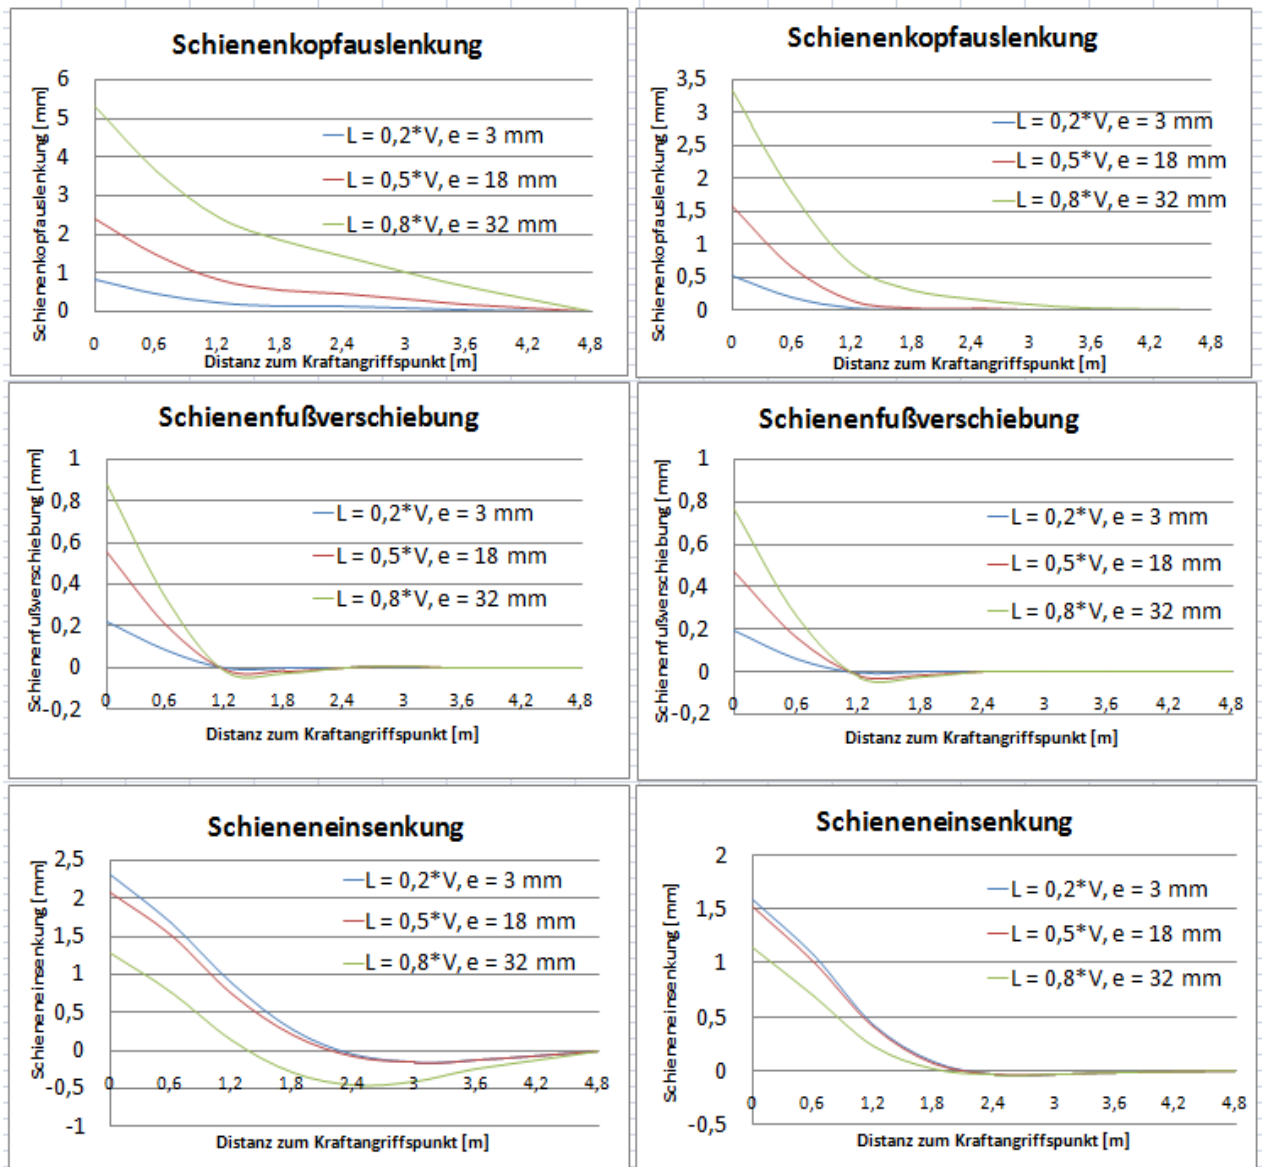 Schienenkopfauslenkung
Schienenkopfauslenkung [mm]
6
5
4
3
2
1
0
L = 0,2*V, e = 3 mm
L = 0,5*V, e = 18 mm
L = 0,8*V, e = 32 mm
0 0,6 1,2 1,8 2,4 3 3,6 4,2 4,8
Distanz zum Kraftangriffspunkt [m]
Schienenkopfauslenkung
Schienenkopfauslenkung [mm]
3,5
3
2,5
2
1,5
1
0,5
0
L = 0,2*V, e = 3 mm
L = 0,5*V, e = 18 mm
L = 0,8*V, e = 32 mm
0 0,6 1,2 1,8 2,4 3 3,6 4,2 4,8
Distanz zum Kraftangriffspunkt [m]
Schienenfußverschiebung
Schienenfußverschiebung [mm]
1
0,8
0,6
0,4
0,2
0
-0,2
L = 0,2*V, e = 3 mm
L = 0,5*V, e = 18 mm
L = 0,8*V, e = 32 mm
0 0,6 1,2 1,8 2,4 3 3,6 4,2 4,8
Distanz zum Kraftangriffspunkt [m]
Schienenfußverschiebung
Schienenfußverschiebung [mm]
1
0,8
0,6
0,4
0,2
0
-0,2
L = 0,2*V, e = 3 mm
L = 0,5*V, e = 18 mm
L = 0,8*V, e = 32 mm
0 0,6 1,2 1,8 2,4 3 3,6 4,2 4,8
Distanz zum Kraftangriffspunkt [m]
Schieneneinsenkung
Schieneneinsenkung [mm]
2,5
2
1,5
1
0,5
0
-0,5
-1
L = 0,2*V, e = 3 mm
L = 0,5*V, e = 18 mm
L = 0,8*V, e = 32 mm
0 0,6 1,2 1,8 2,4 3 3,6 4,2 4,8
Distanz zum Kraftangriffspunkt [m]
Schieneneinsenkung
Schieneneinsenkung [mm]
2
1,5
1
0,5
0
-0,5
L = 0,2*V, e = 3 mm
L = 0,5*V, e = 18 mm
L = 0,8*V, e = 32 mm
0 0,6 1,2 1,8 2,4 3 3,6 4,2 4,8
Distanz zum Kraftangriffspunkt [m]